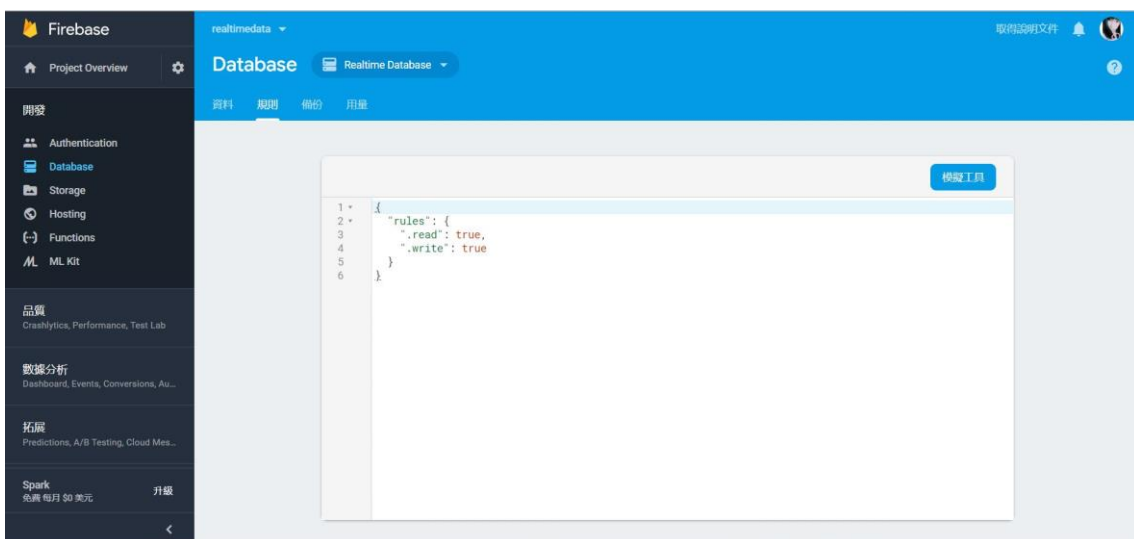 Firebase
Project Overview
開發
Authentication
Database
Storage
Hosting
Functions
ML Kit
品質
Crashlytics, Performance, Test Lab
數據分析
Dashboard, Events, Conversions, Au...
拓展
Predictions, A/B Testing, Cloud Mes...
Spark
免費 每月 $0 美元
升級
realtimedata
取得說明文件
Database
Realtime Database
資料 規則 備份 用量
模擬工具
1 {
2 "rules": {
3 ".read": true,
4 ".write": true
5 }
6 }